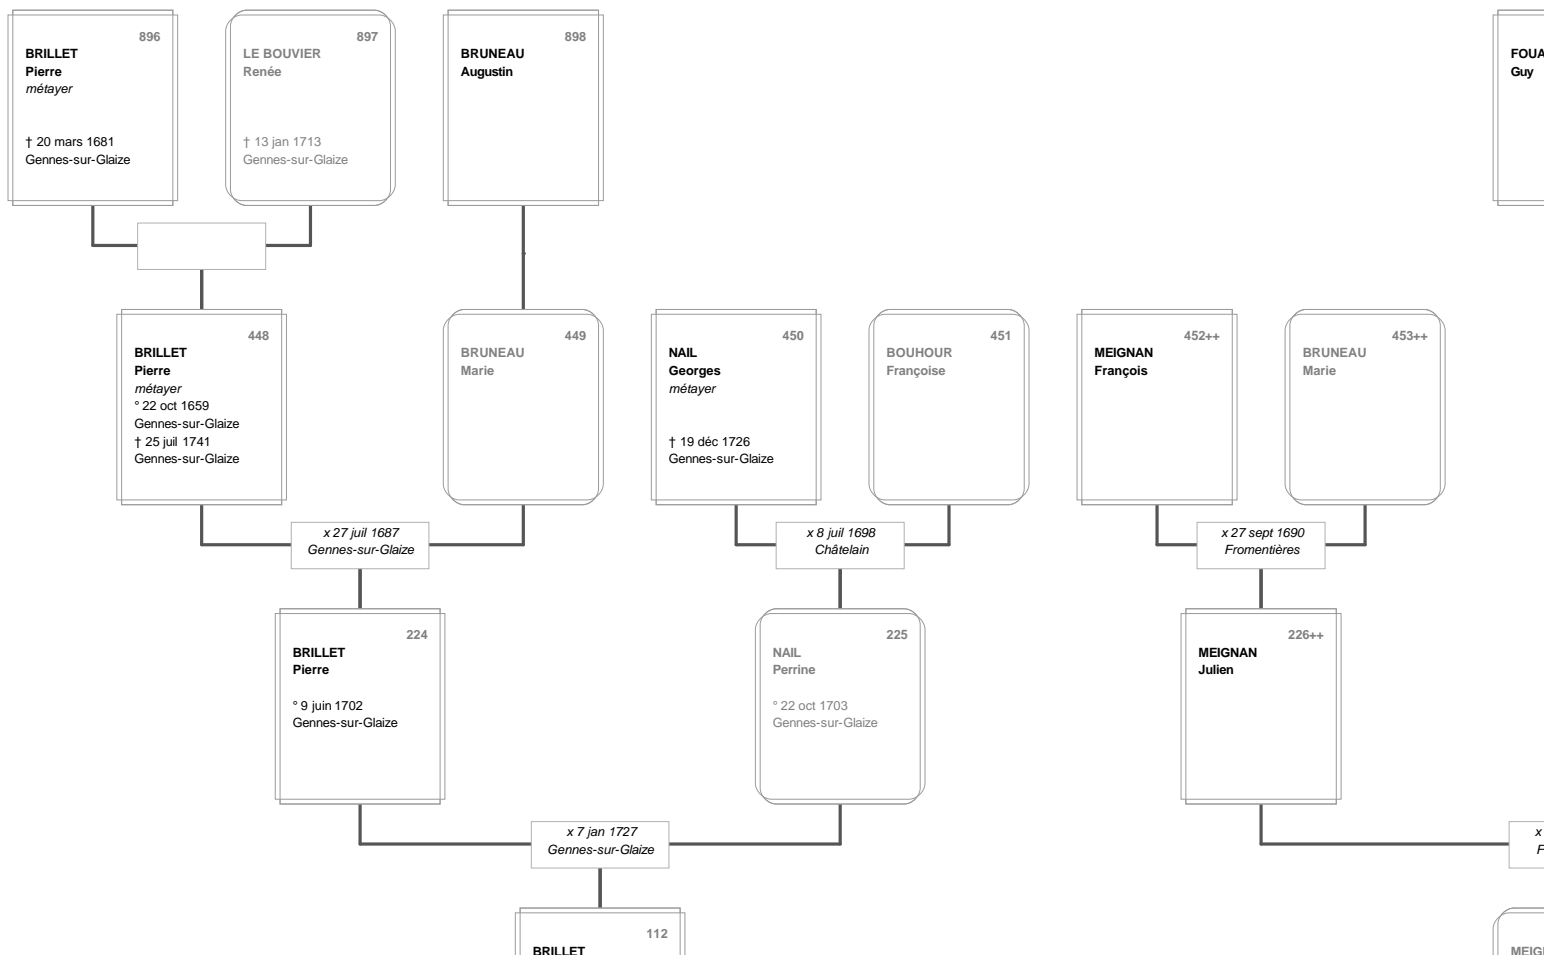 896
BRILLET
Pierre
métayer
† 20 mars 1681
Gennes-sur-Glaize
897
LE BOUVIER
Renée
† 13 jan 1713
Gennes-sur-Glaize
898
BRUNEAU
Augustin
FOUA
Guy
448
BRILLET
Pierre
métayer
° 22 oct 1659
Gennes-sur-Glaize
† 25 juil 1741
Gennes-sur-Glaize
449
BRUNEAU
Marie
450
NAIL
Georges
métayer
† 19 déc 1726
Gennes-sur-Glaize
451
BOUHOUR
Françoise
452++
MEIGNAN
François
453++
BRUNEAU
Marie
x 27 juil 1687
Gennes-sur-Glaize
x 8 juil 1698
Châtelain
x 27 sept 1690
Fromentières
224
BRILLET
Pierre
° 9 juin 1702
Gennes-sur-Glaize
225
NAIL
Perrine
° 22 oct 1703
Gennes-sur-Glaize
226++
MEIGNAN
Julien
x 7 jan 1727
Gennes-sur-Glaize
x
F
112
BRILLET